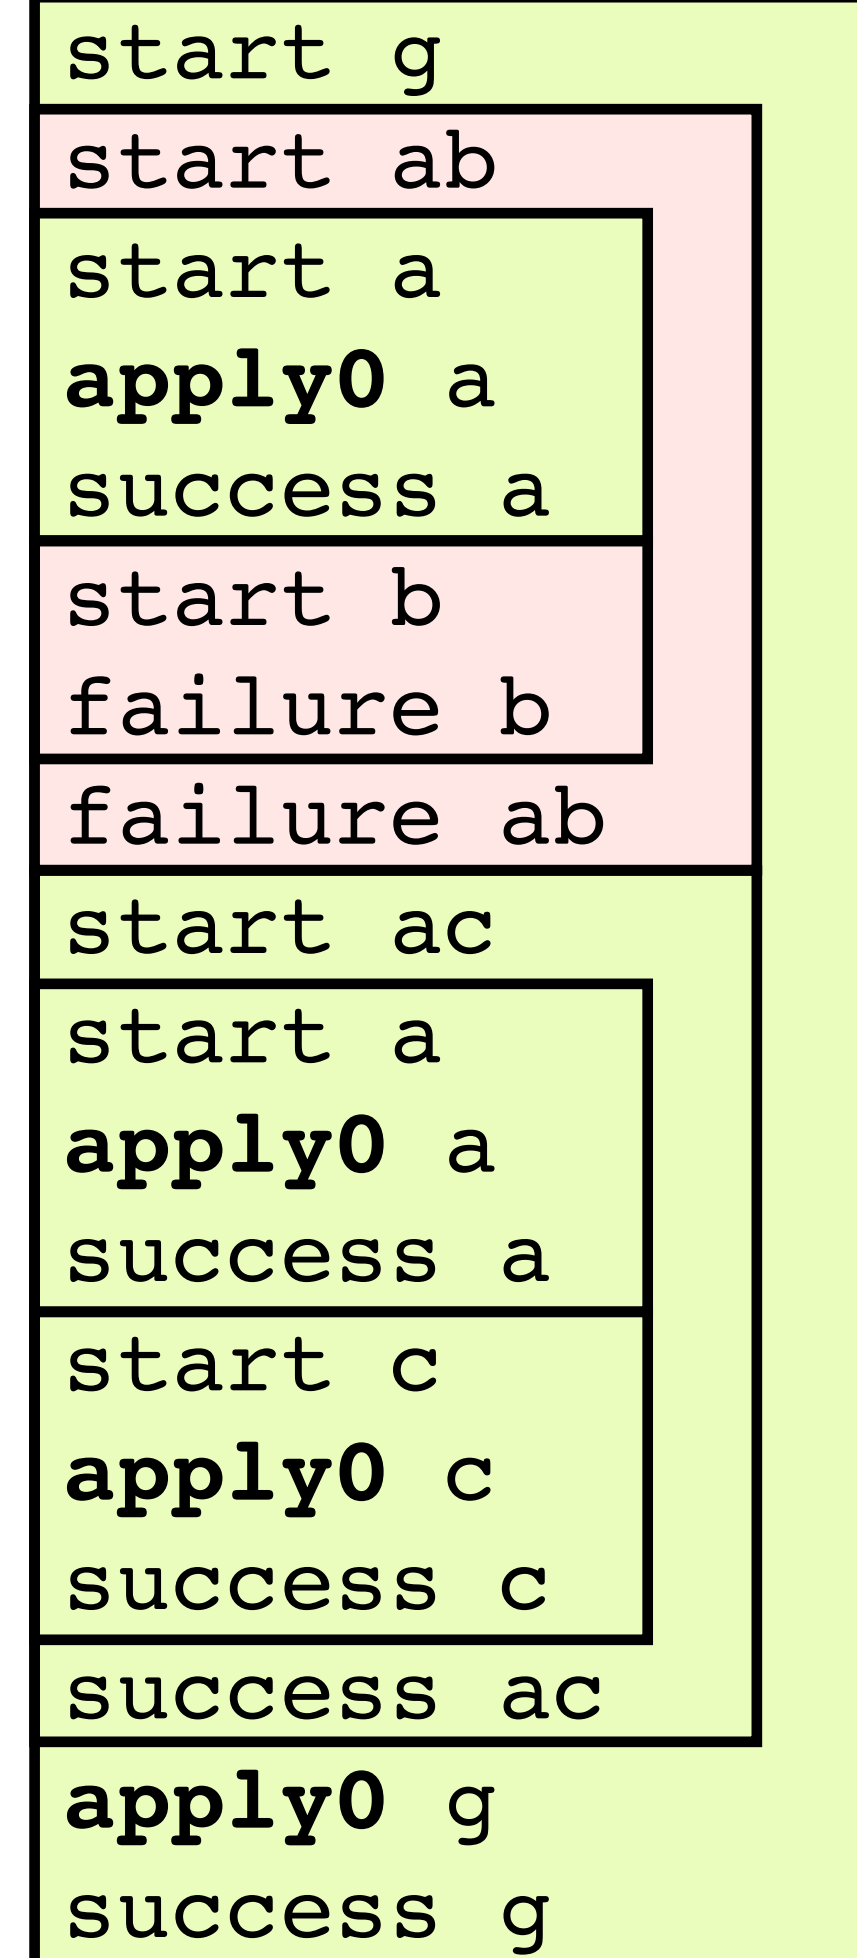 start g
start ab
start a
apply0 a
success a
start b
failure b
failure ab
start ac
start a
apply0 a
success a
start c
apply0 c
success c
success ac
apply0 g
success g